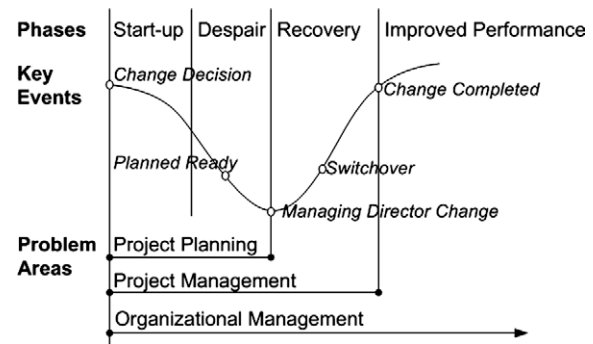 Phases Start-up Despair Recovery Improved Performance
Key Events
Change Decision
Change Completed
Planned Ready
Switchover
Managing Director Change
Problem Areas
Project Planning
Project Management
Organizational Management